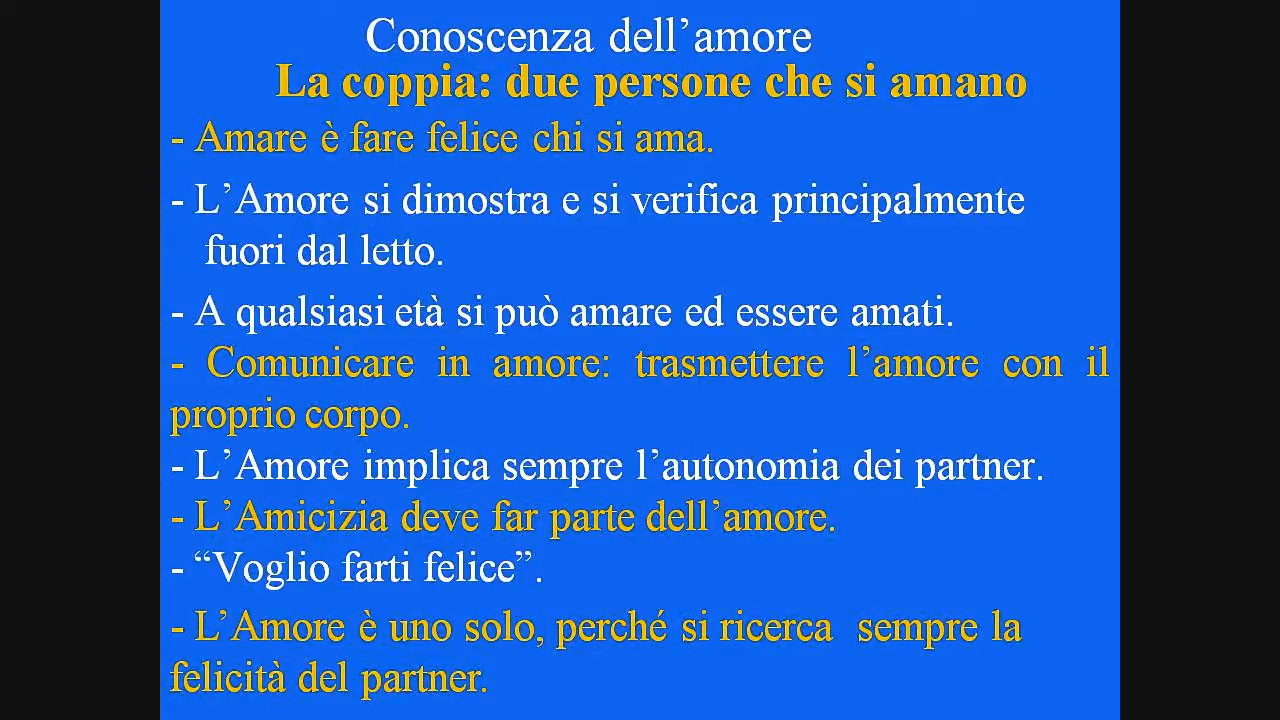 Conoscenza dell’amore
La coppia: due persone che si amano
- Amare è fare felice chi si ama.
- L’Amore si dimostra e si verifica principalmente
fuori dal letto.
- A qualsiasi età si può amare ed essere amati.
- Comunicare in amore: trasmettere l’amore con il
proprio corpo.
- L’Amore implica sempre l’autonomia dei partner.
- L’Amicizia deve far parte dell’amore.
- “Voglio farti felice”.
- L’Amore è uno solo, perché si ricerca sempre la
felicità del partner.